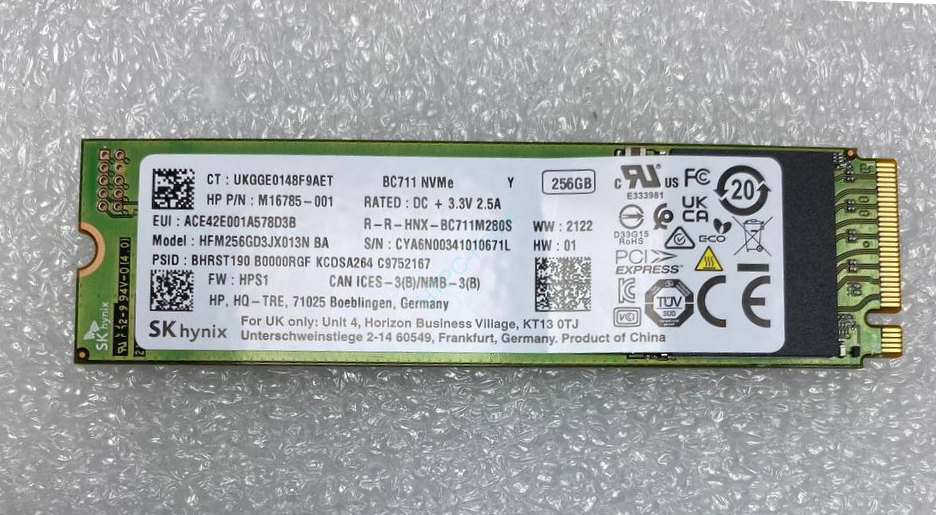 CT : UKGGE0148F9AET BC711 NVMe Y 256GB
HP P/N : M16785-001 RATED : DC + 3.3V 2.5A
EUI : ACE42E001A578D3B R-R-HNX-BC711M280S WW : 2122
Model : HFM256GD3JX013N BA S/N : CYA6N00341010671L HW : 01
PSID : BHRST190 B0000RGF KCDSA264 C9752167
FW : HPS1 CAN ICES-3(B)/NMB-3(B)
HP, HQ-TRE, 71025 Boeblingen, Germany
SK hynix For UK only: Unit 4, Horizon Business Village, KT13 0TJ
Unterschweinstiege 2-14 60549, Frankfurt, Germany. Product of China
C UL US FC
E333981
UK
CA
20
D33G15
RoHS
ECO
PCI
EXPRESS
TÜV
SÜD
CE
VCI
SK hynix
94V-0